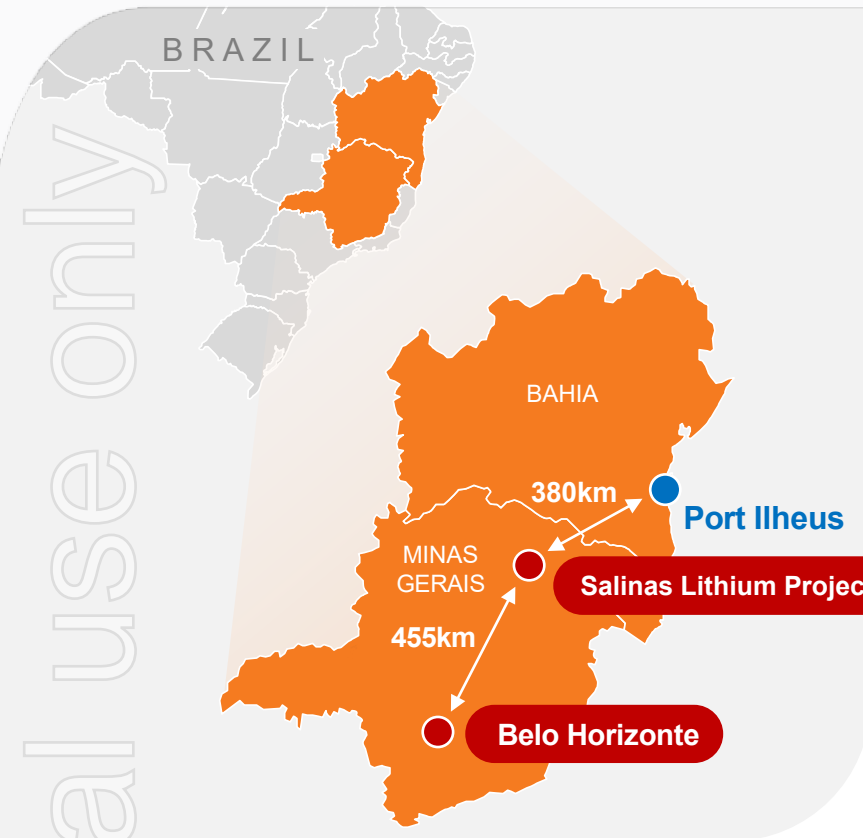 BRAZIL
BAHIA
380km
Port Ilheus
MINAS
GERAIS
Salinas Lithium Projec
455km
Belo Horizonte
al use only